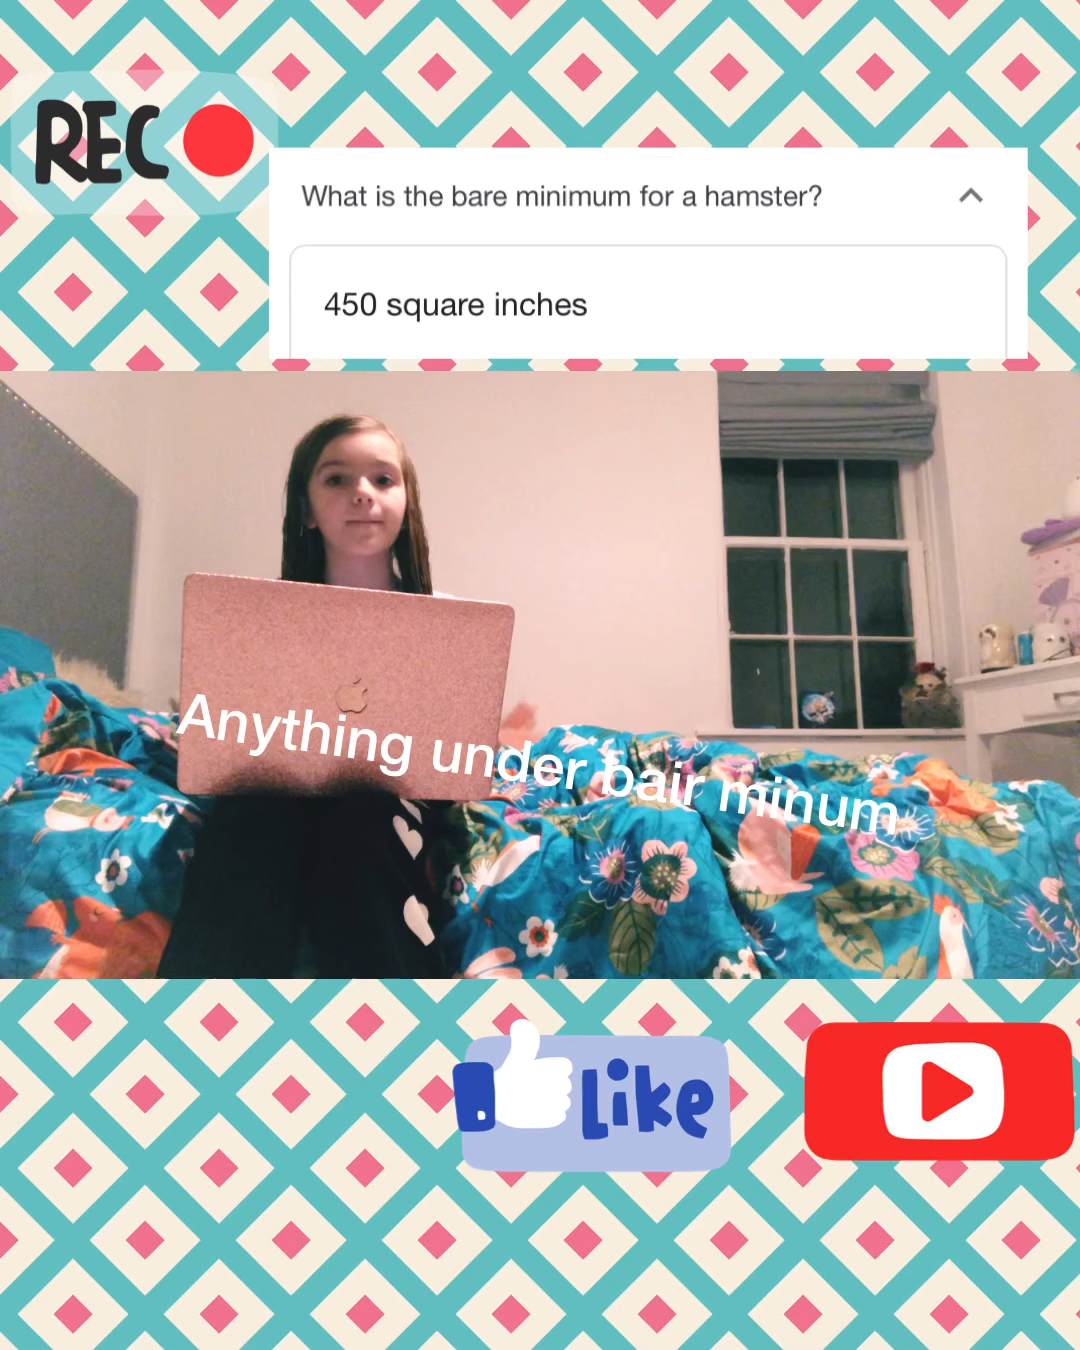 REC
What is the bare minimum for a hamster?
450 square inches
Anything under bair minum
Like